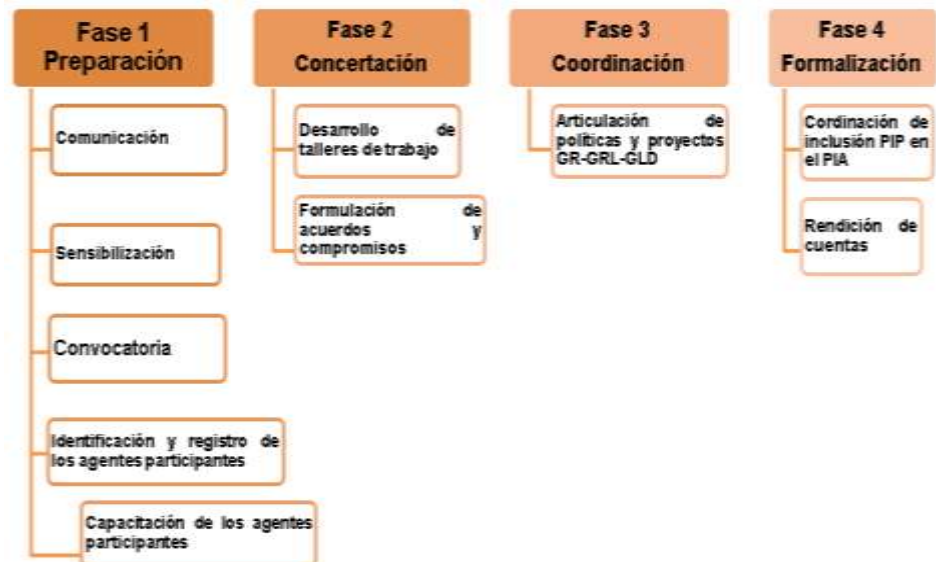 Fase 1
Preparación
Comunicación
Sensibilización
Convocatoria
Identificación y registro de
los agentes participantes
Capacitación de los agentes
participantes
Fase 2
Concertación
Desarrollo de
talleres de trabajo
Formulación de
acuerdos y
compromisos
Fase 3
Coordinación
Articulación de
políticas y proyectos
GR-GRL-GLD
Fase 4
Formalización
Cordinación de
inclusión PIP en
el PIA
Rendición de
cuentas